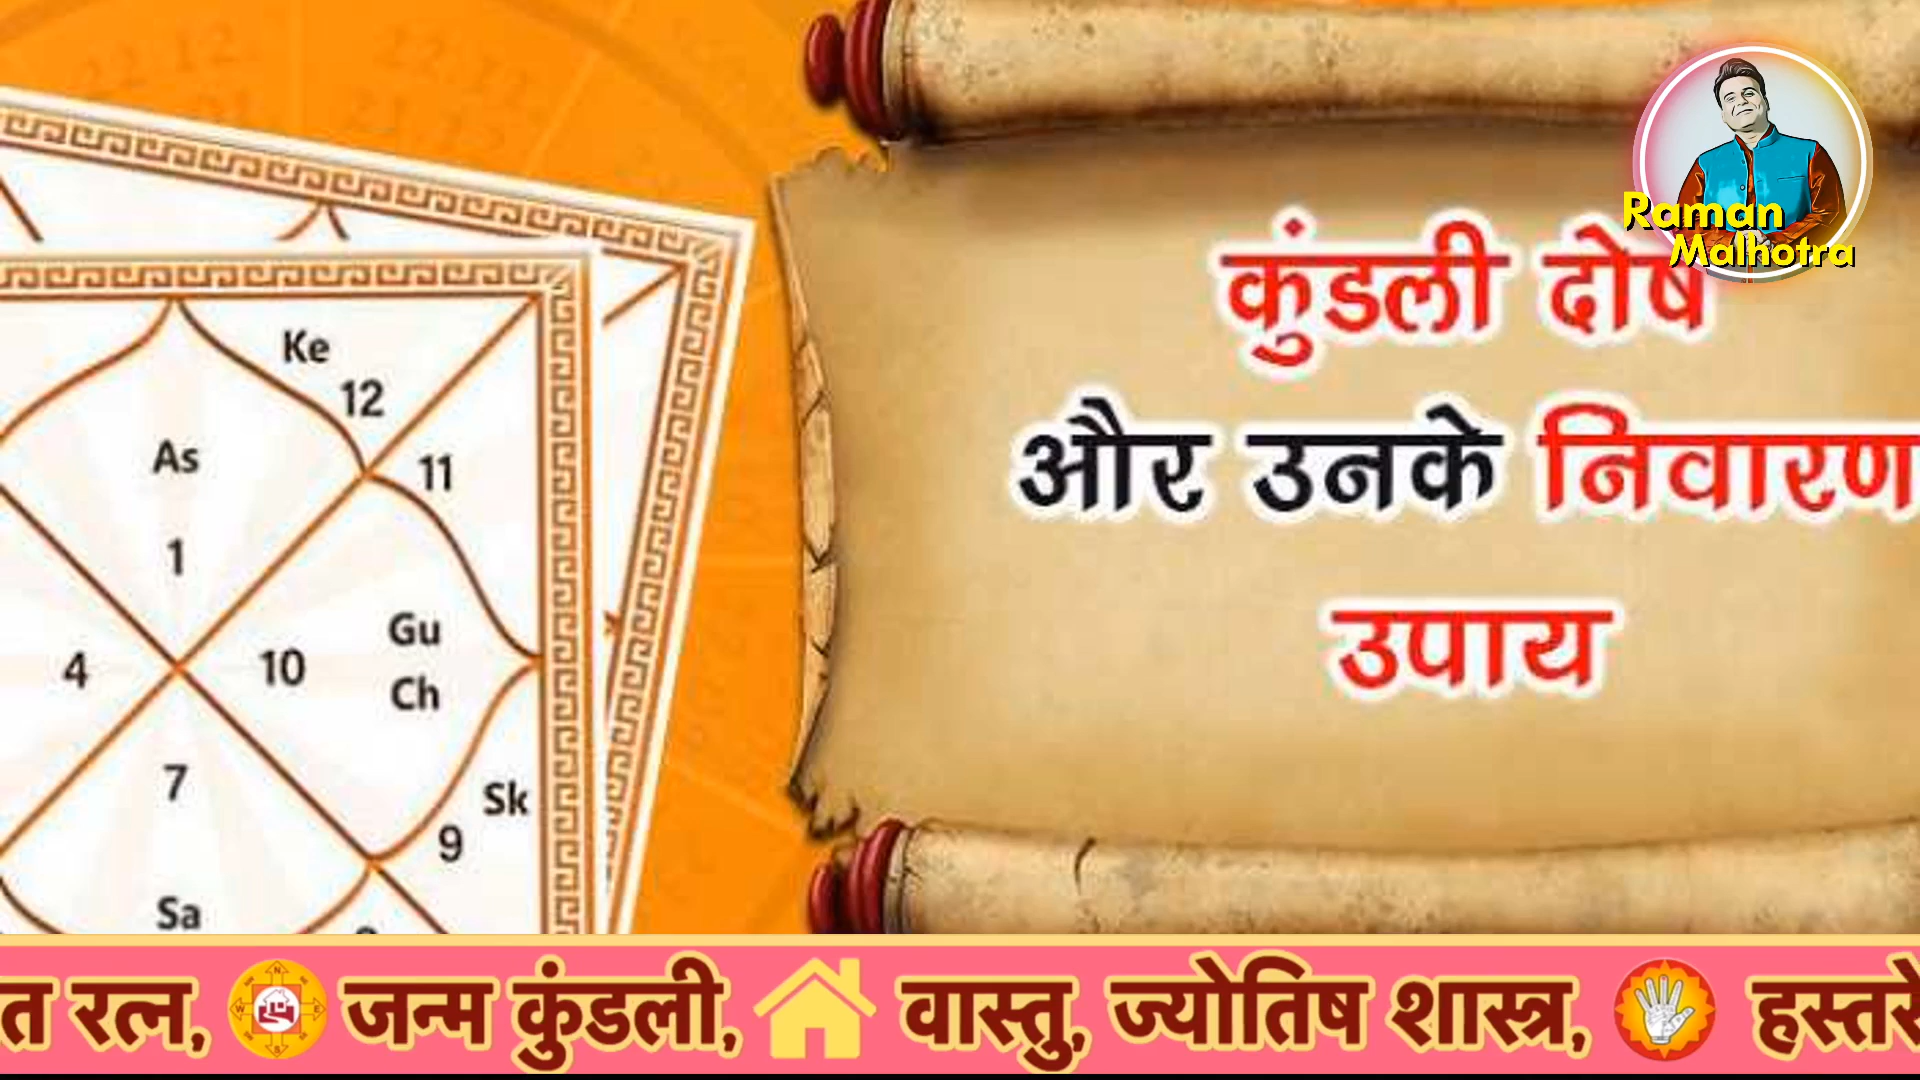 Ke
12
As
11
1
Gu
4
10
Ch
7
Sk
9
Sa
कुंडली दोष
और उनके निवारण
उपाय
Raman
Malhotra
रत्न, जन्म कुंडली, वास्तु, ज्योतिष शास्त्र,